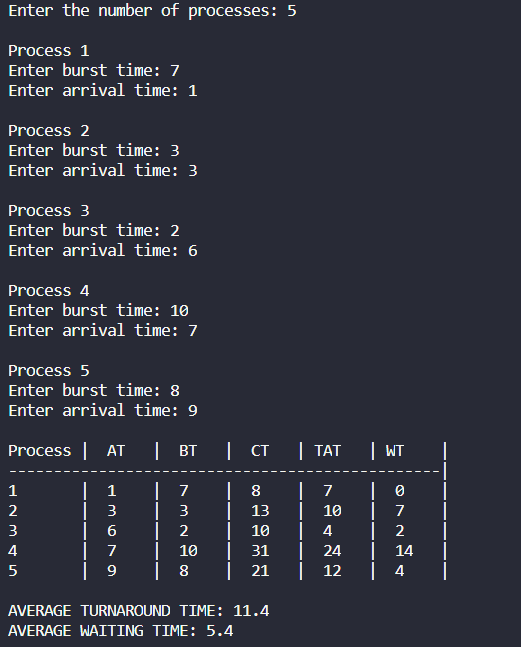 Enter the number of processes: 5
Process 1
Enter burst time: 7
Enter arrival time: 1
Process 2
Enter burst time: 3
Enter arrival time: 3
Process 3
Enter burst time: 2
Enter arrival time: 6
Process 4
Enter burst time: 10
Enter arrival time: 7
Process 5
Enter burst time: 8
Enter arrival time: 9
Process |  AT   |  BT   |  CT   | TAT   | WT    |
------------------------------------------------|
1       |  1    |  7    |  8    |  7    |  0    |
2       |  3    |  3    |  13   |  10   |  7    |
3       |  6    |  2    |  10   |  4    |  2    |
4       |  7    |  10   |  31   |  24   |  14   |
5       |  9    |  8    |  21   |  12   |  4    |
AVERAGE TURNAROUND TIME: 11.4
AVERAGE WAITING TIME: 5.4